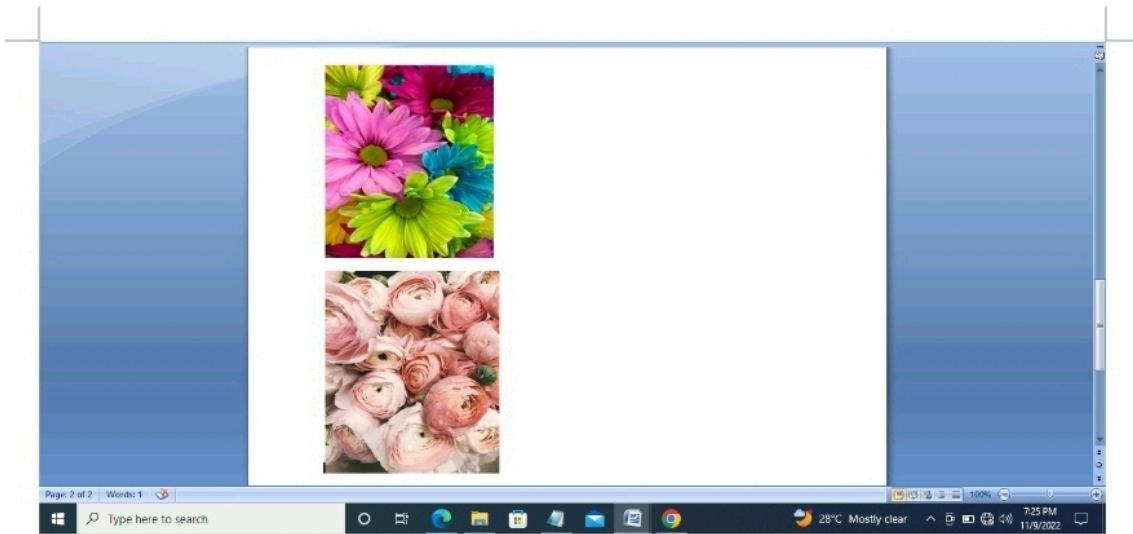 Page: 2 of 2 Words: 1 100%
Type here to search 28°C Mostly clear 7:25 PM
11/9/2022